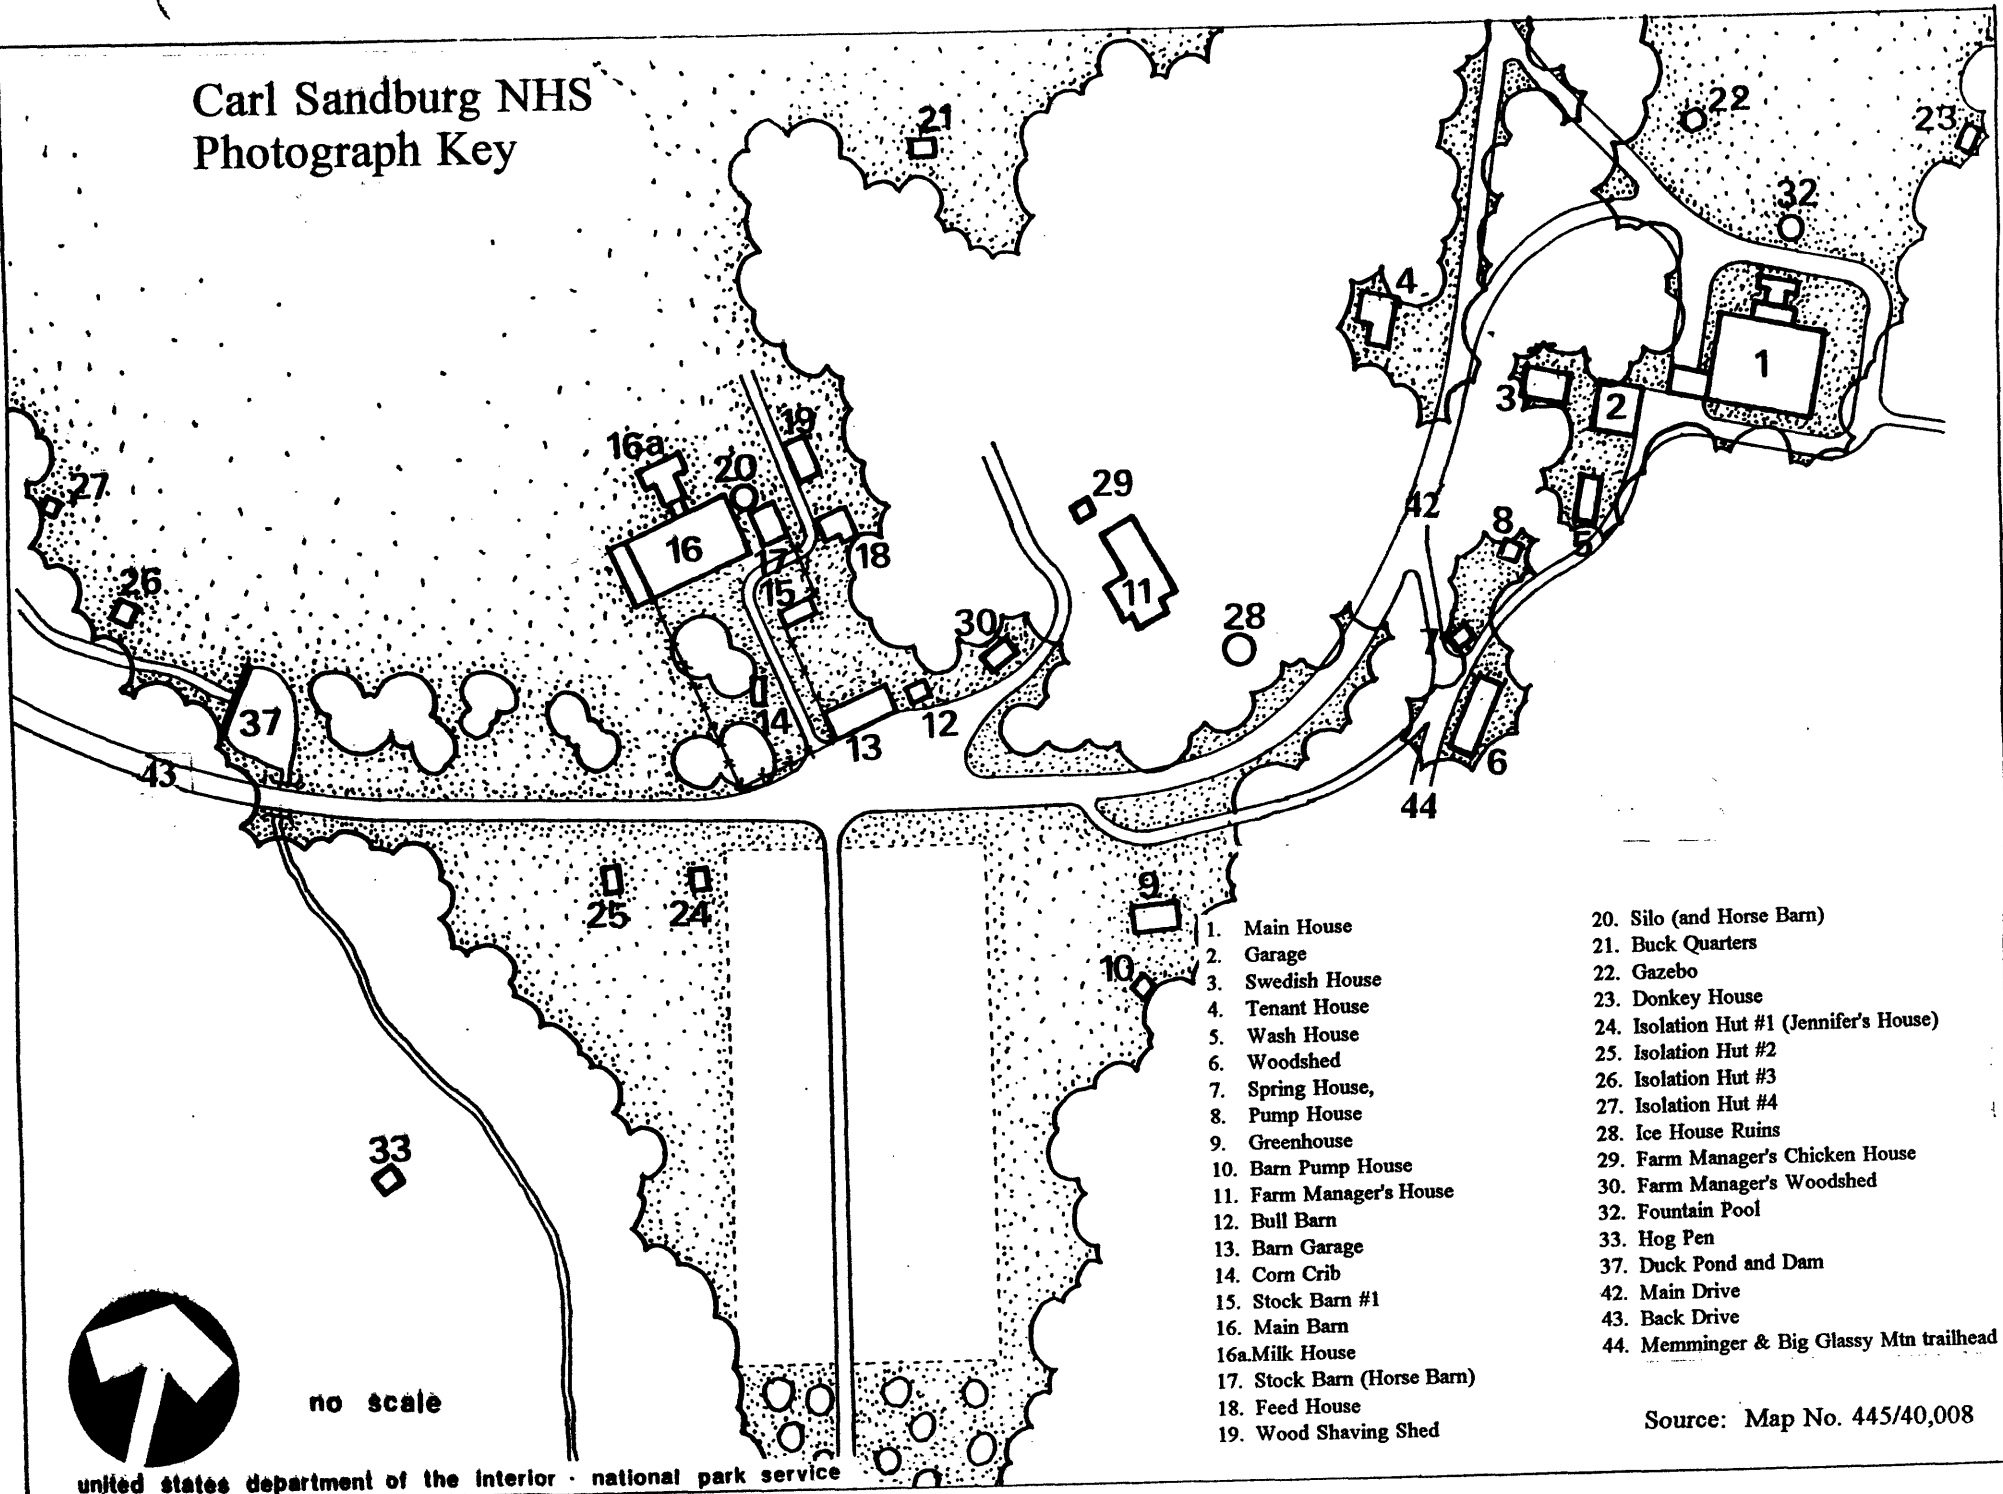 Carl Sandburg NHS
Photograph Key
21
22
23
32
4
1
3
2
19
16a
20
27
29
42
16
8
18
17
5
26
15
11
30
28
7
37
14
12
13
6
43
44
25
24
9
10
33
1. Main House
2. Garage
3. Swedish House
4. Tenant House
5. Wash House
6. Woodshed
7. Spring House,
8. Pump House
9. Greenhouse
10. Barn Pump House
11. Farm Manager's House
12. Bull Barn
13. Barn Garage
14. Corn Crib
15. Stock Barn #1
16. Main Barn
16a.Milk House
17. Stock Barn (Horse Barn)
18. Feed House
19. Wood Shaving Shed
20. Silo (and Horse Barn)
21. Buck Quarters
22. Gazebo
23. Donkey House
24. Isolation Hut #1 (Jennifer's House)
25. Isolation Hut #2
26. Isolation Hut #3
27. Isolation Hut #4
28. Ice House Ruins
29. Farm Manager's Chicken House
30. Farm Manager's Woodshed
32. Fountain Pool
33. Hog Pen
37. Duck Pond and Dam
42. Main Drive
43. Back Drive
44. Memminger & Big Glassy Mtn trailhead
Source: Map No. 445/40,008
no scale
united states department of the interior · national park service